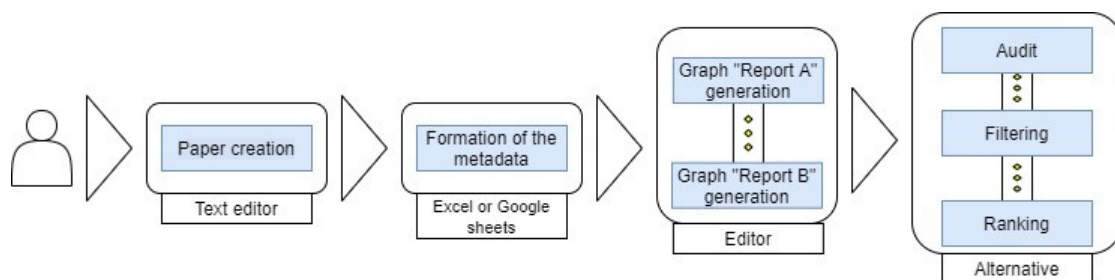 Paper creation
Text editor
Formation of the
metadata
Excel or Google
sheets
Graph "Report A"
generation
Graph "Report B"
generation
Editor
Audit
Filtering
Ranking
Alternative